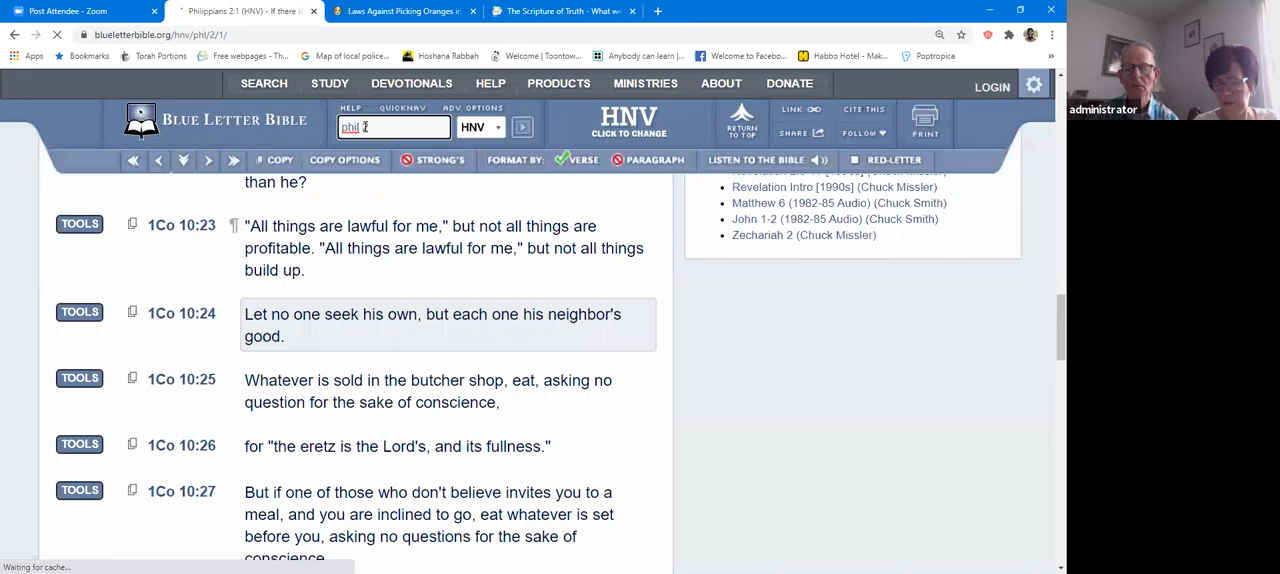 Post Attendee - Zoom
Philippians 2:1 (HNV) - If there is
Laws Against Picking Oranges in
The Scripture of Truth - What we
blueletterbible.org/hnv/phl/2/1/
Apps
Bookmarks
Torah Portions
Free webpages - Th...
Map of local police...
Hoshana Rabbah
Welcome | Toontow...
Anybody can learn |...
Welcome to Facebo...
Habbo Hotel - Mak...
Poptropica
SEARCH STUDY DEVOTIONALS HELP PRODUCTS MINISTRIES ABOUT DONATE LOGIN
HELP QUICKNAV ADV. OPTIONS
BLUE LETTER BIBLE
phil
HNV
HNV
CLICK TO CHANGE
RETURN
TO TOP
LINK
CITE THIS
SHARE
FOLLOW
PRINT
COPY COPY OPTIONS STRONG'S FORMAT BY: VERSE PARAGRAPH LISTEN TO THE BIBLE RED-LETTER
than he?
TOOLS 1Co 10:23 ¶ "All things are lawful for me," but not all things are
profitable. "All things are lawful for me," but not all things
build up.
TOOLS 1Co 10:24 Let no one seek his own, but each one his neighbor's
good.
TOOLS 1Co 10:25 Whatever is sold in the butcher shop, eat, asking no
question for the sake of conscience,
TOOLS 1Co 10:26 for "the eretz is the Lord's, and its fullness."
TOOLS 1Co 10:27 But if one of those who don't believe invites you to a
meal, and you are inclined to go, eat whatever is set
before you, asking no questions for the sake of
conscience
Revelation Intro [1990s] (Chuck Missler)
Matthew 6 (1982-85 Audio) (Chuck Smith)
John 1-2 (1982-85 Audio) (Chuck Smith)
Zechariah 2 (Chuck Missler)
Waiting for cache...
administrator